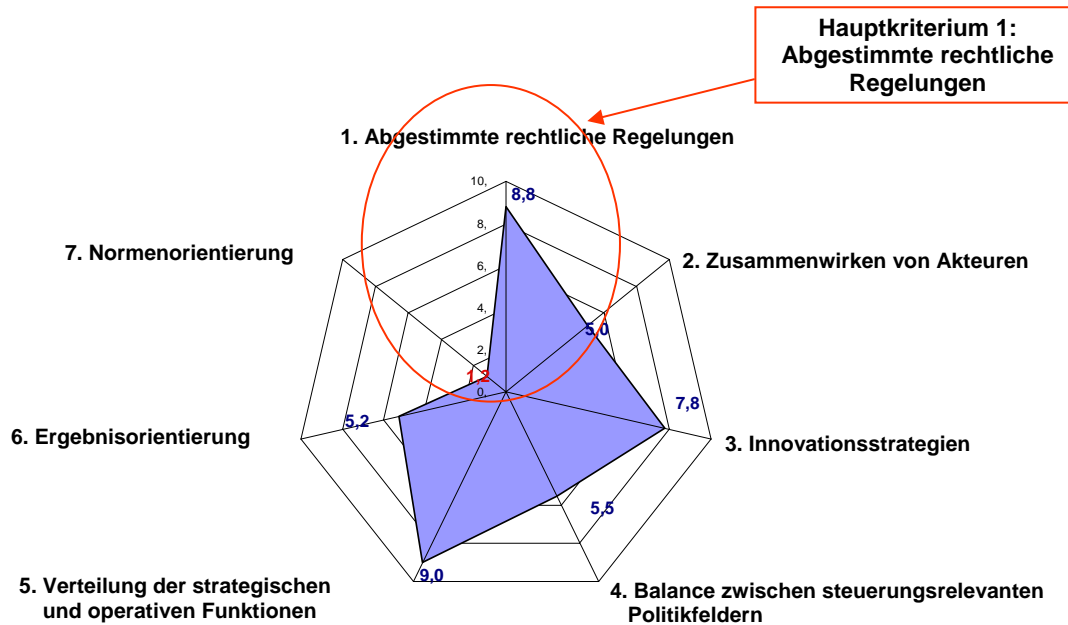 Hauptkriterium 1:
Abgestimmte rechtliche
Regelungen
1. Abgestimmte rechtliche Regelungen
10,
8,8
8,
7. Normenorientierung
2. Zusammenwirken von Akteuren
6,
4,
5,0
2,
1,2
0,
7,8
5,2
6. Ergebnisorientierung
3. Innovationsstrategien
5,5
9,0
5. Verteilung der strategischen
und operativen Funktionen
4. Balance zwischen steuerungsrelevanten
Politikfeldern